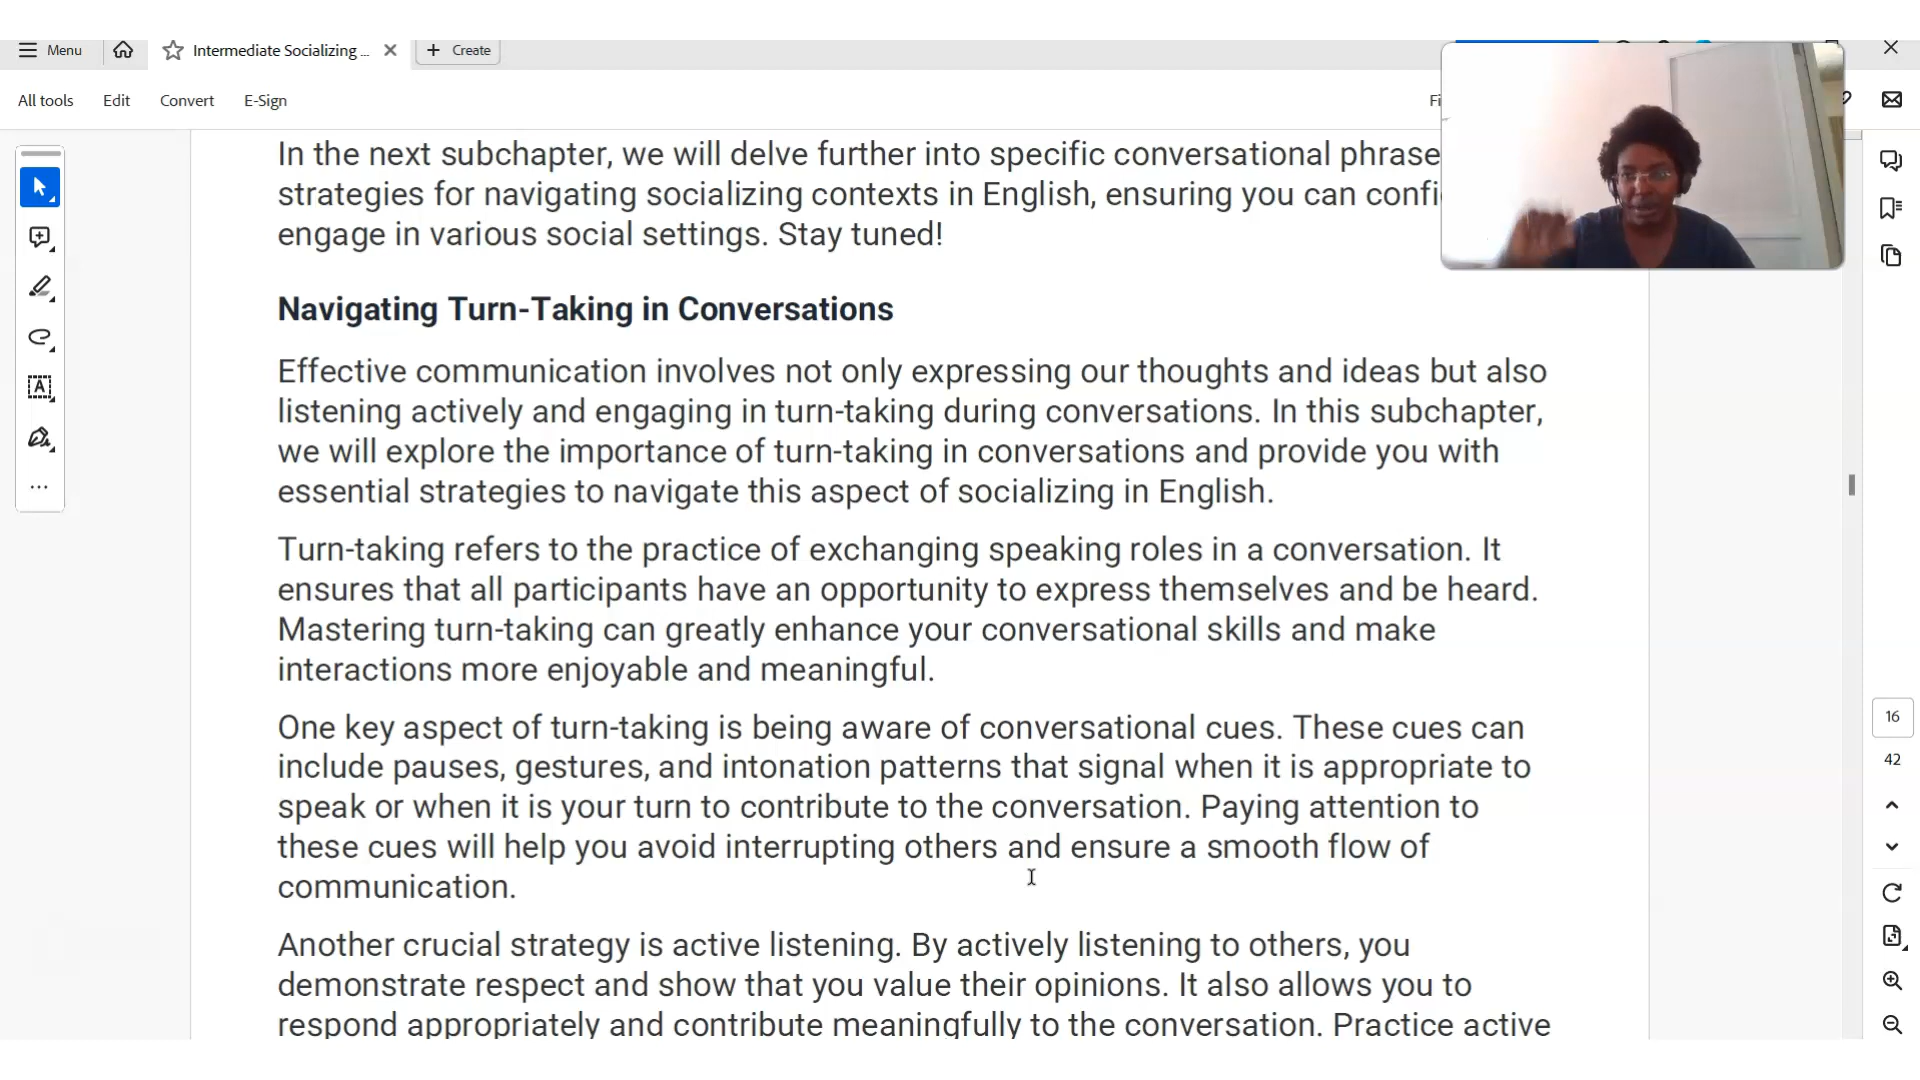 Menu
Intermediate Socializing ...
Create
All tools
Edit
Convert
E-Sign
In the next subchapter, we will delve further into specific conversational phrase
strategies for navigating socializing contexts in English, ensuring you can confi
engage in various social settings. Stay tuned!
Navigating Turn-Taking in Conversations
Effective communication involves not only expressing our thoughts and ideas but also
listening actively and engaging in turn-taking during conversations. In this subchapter,
we will explore the importance of turn-taking in conversations and provide you with
essential strategies to navigate this aspect of socializing in English.
Turn-taking refers to the practice of exchanging speaking roles in a conversation. It
ensures that all participants have an opportunity to express themselves and be heard.
Mastering turn-taking can greatly enhance your conversational skills and make
interactions more enjoyable and meaningful.
One key aspect of turn-taking is being aware of conversational cues. These cues can
include pauses, gestures, and intonation patterns that signal when it is appropriate to
speak or when it is your turn to contribute to the conversation. Paying attention to
these cues will help you avoid interrupting others and ensure a smooth flow of
communication.
Another crucial strategy is active listening. By actively listening to others, you
demonstrate respect and show that you value their opinions. It also allows you to
respond appropriately and contribute meaningfully to the conversation. Practice active
16
42